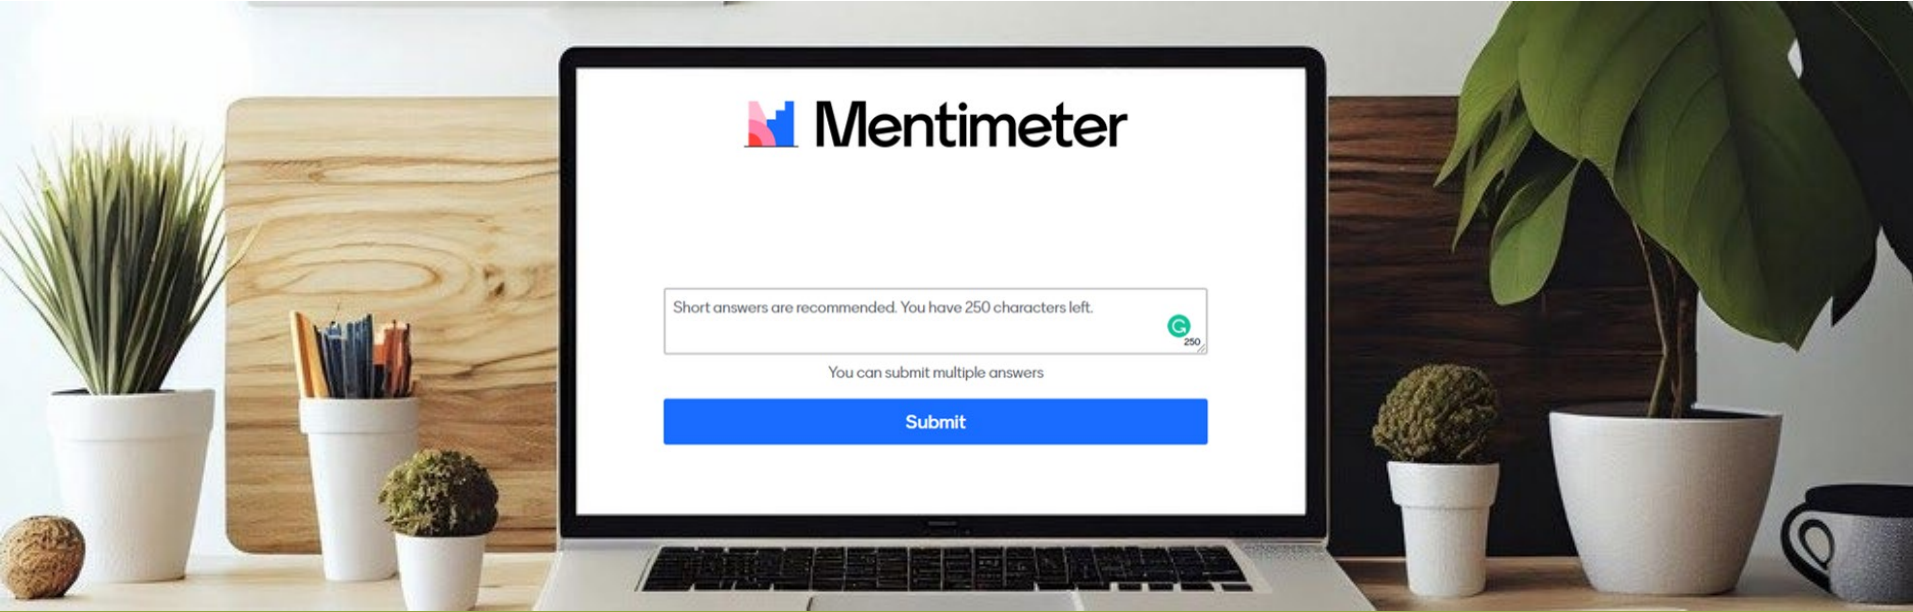 Mentimeter
Short answers are recommended. You have 250 characters left.
G
250
You can submit multiple answers
Submit